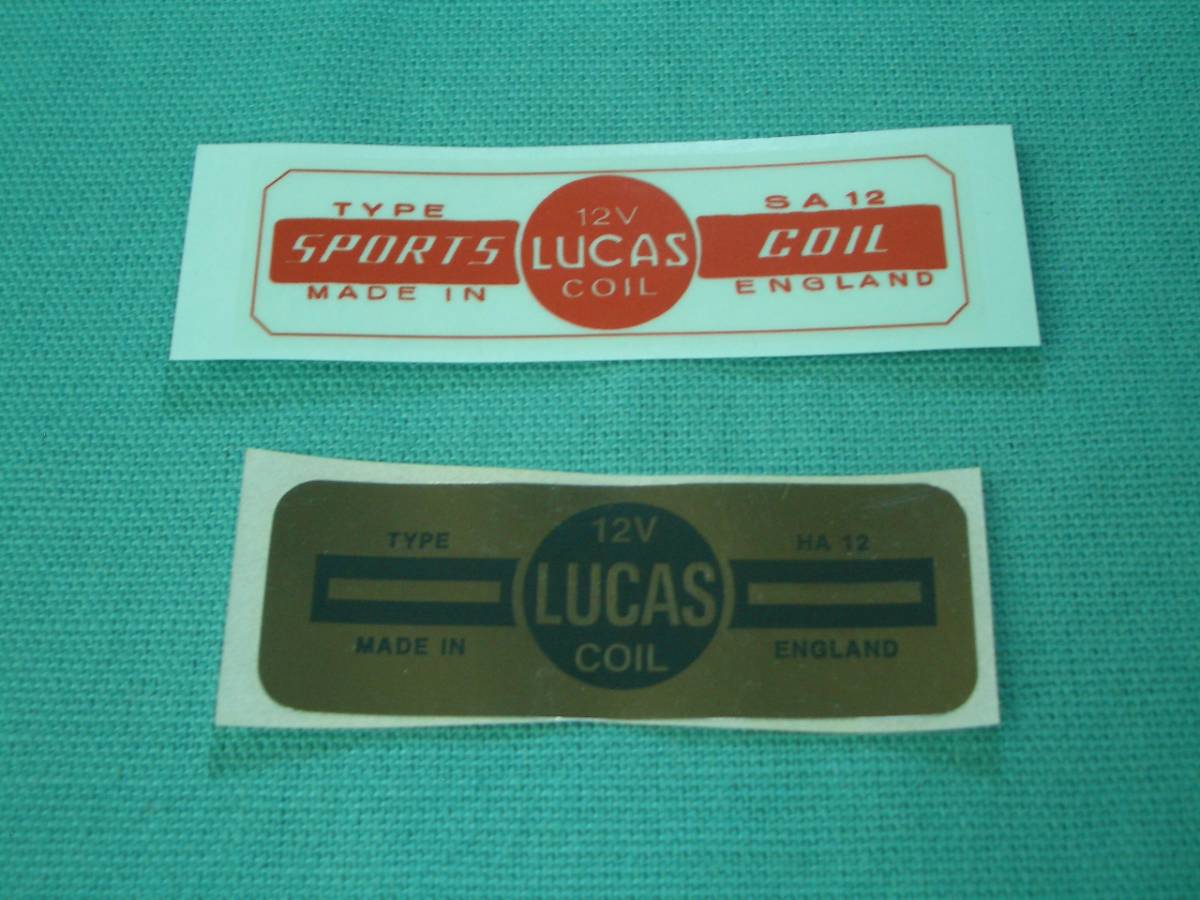 TYPE 12V SA 12
SPORTS LUCAS COIL
MADE IN COIL ENGLAND
TYPE 12V HA 12
LUCAS
MADE IN COIL ENGLAND